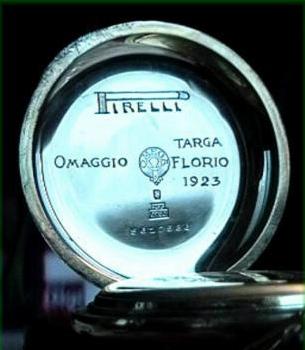 PIRELLI
OMAGGIO TARGA FLORIO 1923